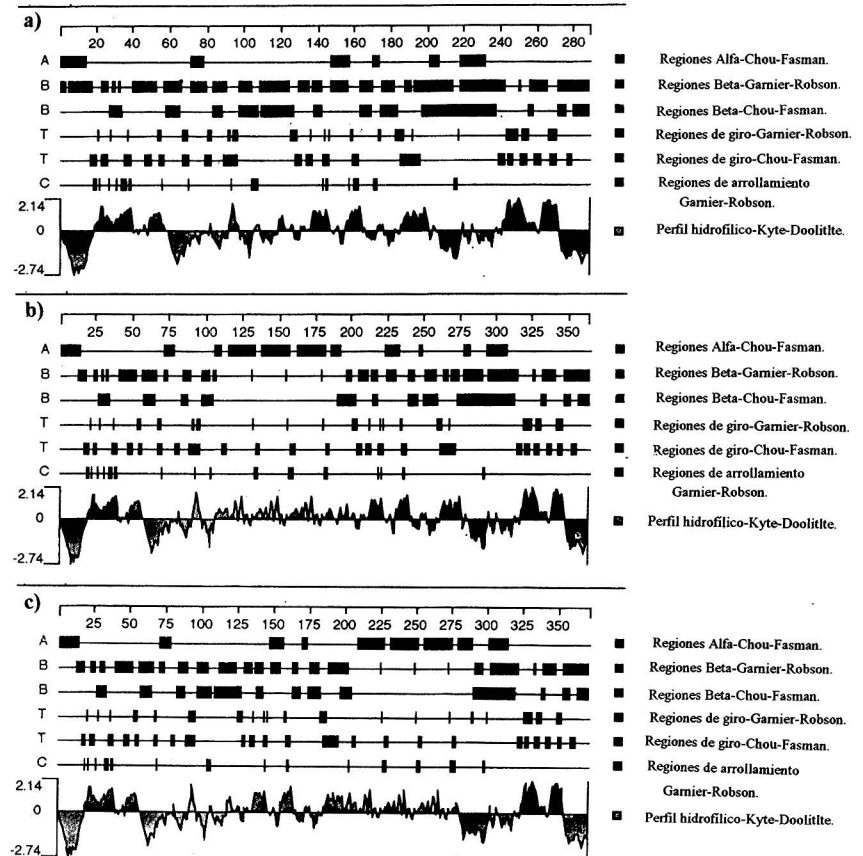 a)
20 40 60 80 100 120 140 160 180 200 220 240 260 280
A Regiones Alfa-Chou-Fasman.
B Regiones Beta-Garnier-Robson.
B Regiones Beta-Chou-Fasman.
T Regiones de giro-Garnier-Robson.
T Regiones de giro-Chou-Fasman.
C Regiones de arrollamiento
Garnier-Robson.
2.14
0 Perfil hidrofílico-Kyte-Doolitlte.
-2.74
b)
25 50 75 100 125 150 175 200 225 250 275 300 325 350
A Regiones Alfa-Chou-Fasman.
B Regiones Beta-Garnier-Robson.
B Regiones Beta-Chou-Fasman.
T Regiones de giro-Garnier-Robson.
T Regiones de giro-Chou-Fasman.
C Regiones de arrollamiento
Garnier-Robson.
2.14
0 Perfil hidrofílico-Kyte-Doolitlte.
-2.74
c)
25 50 75 100 125 150 175 200 225 250 275 300 325 350
A Regiones Alfa-Chou-Fasman.
B Regiones Beta-Garnier-Robson.
B Regiones Beta-Chou-Fasman.
T Regiones de giro-Garnier-Robson.
T Regiones de giro-Chou-Fasman.
C Regiones de arrollamiento
Garnier-Robson.
2.14
0 Perfil hidrofílico-Kyte-Doolitlte.
-2.74